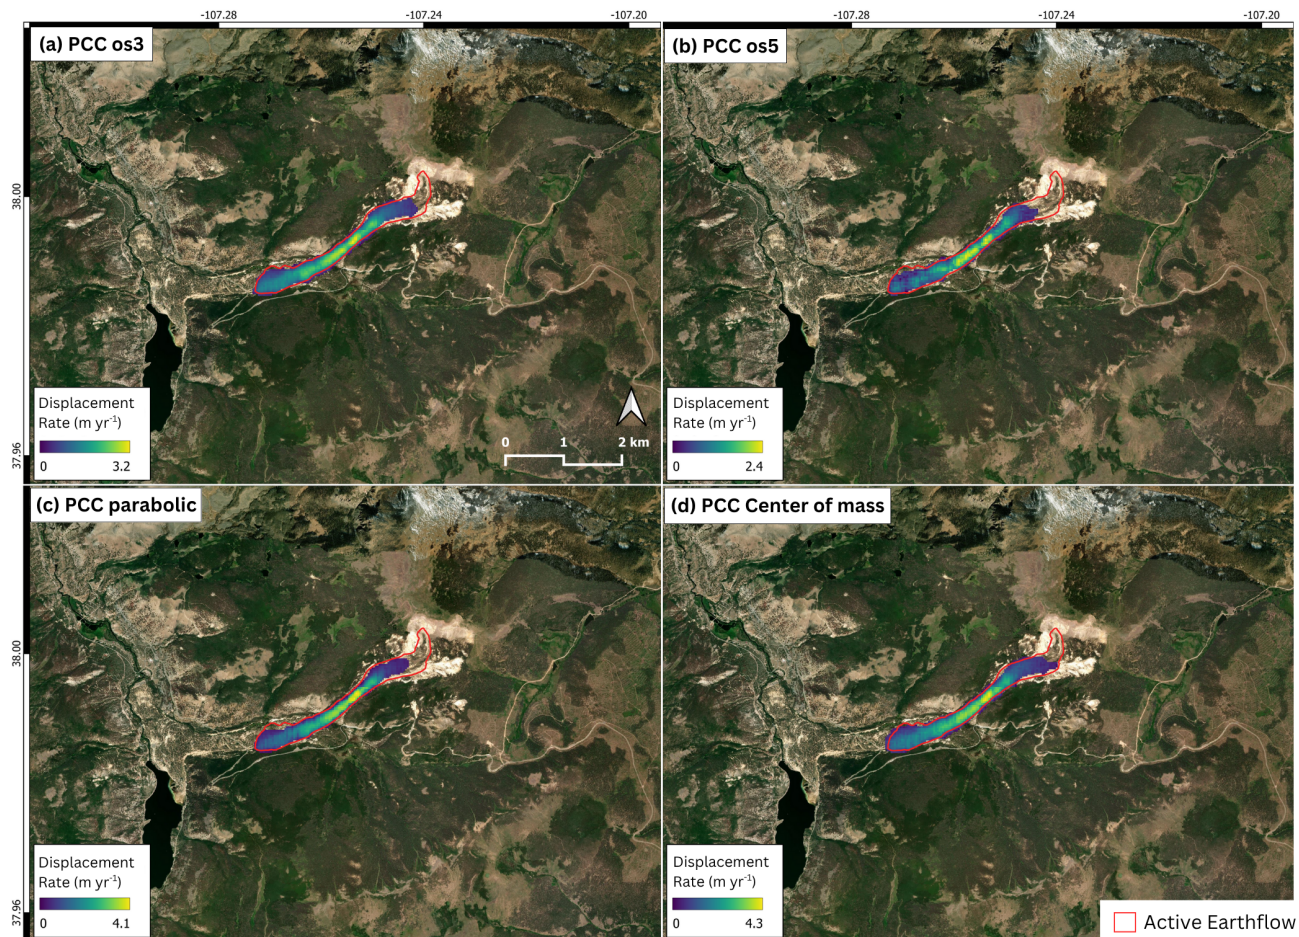 -107.28 -107.24 -107.20 -107.28 -107.24 -107.20
(a) PCC os3
(b) PCC os5
38.00
Displacement
Rate (m yr-1)
0 3.2
0 1 2 km
Displacement
Rate (m yr-1)
0 2.4
37.96
(c) PCC parabolic
(d) PCC Center of mass
38.00
Displacement
Rate (m yr-1)
0 4.1
Displacement
Rate (m yr-1)
0 4.3
37.96
Active Earthflow